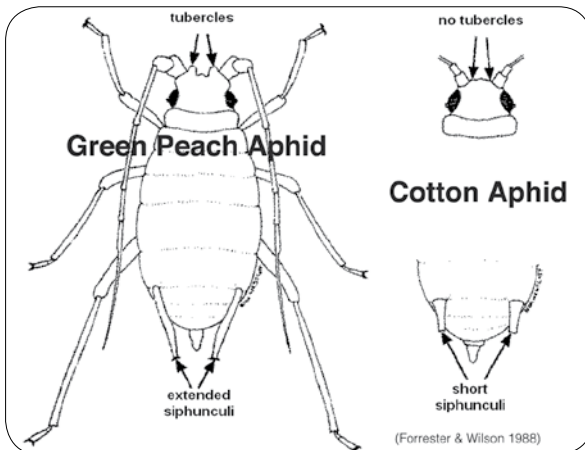 tubercles
no tubercles
Green Peach Aphid
Cotton Aphid
extended
siphunculi
short
siphunculi
(Forrester & Wilson 1988)